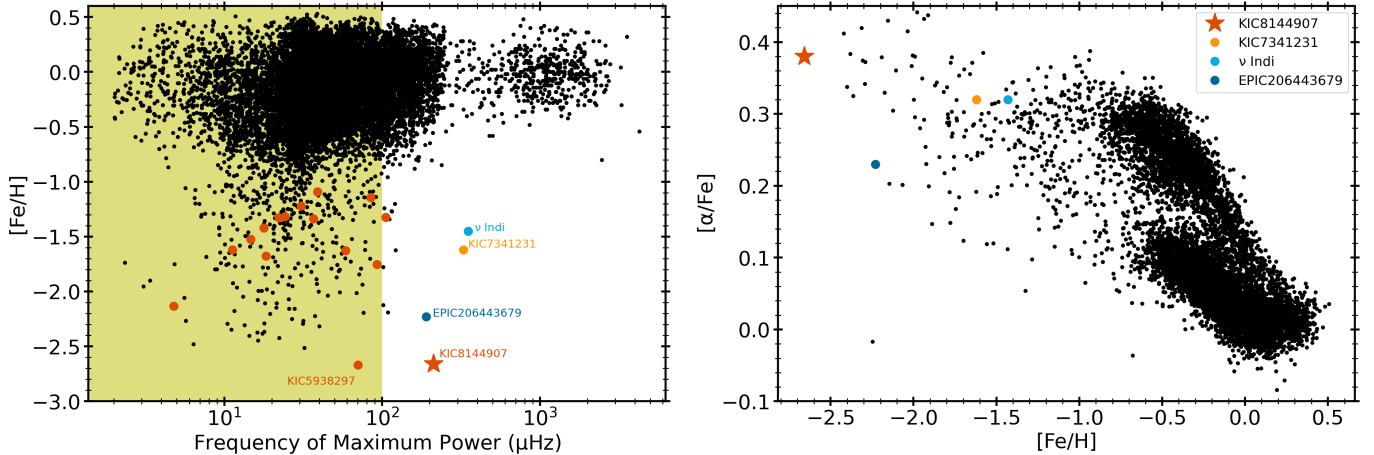 0.5
0.0
−0.5
−1.0
−1.5
−2.0
−2.5
−3.0
[Fe/H]
ν Indi
KIC7341231
EPIC206443679
KIC8144907
KIC5938297
10¹
10²
10³
Frequency of Maximum Power (μHz)
0.4
0.3
0.2
0.1
0.0
−0.1
[α/Fe]
KIC8144907
KIC7341231
ν Indi
EPIC206443679
−2.5
−2.0
−1.5
−1.0
−0.5
0.0
0.5
[Fe/H]